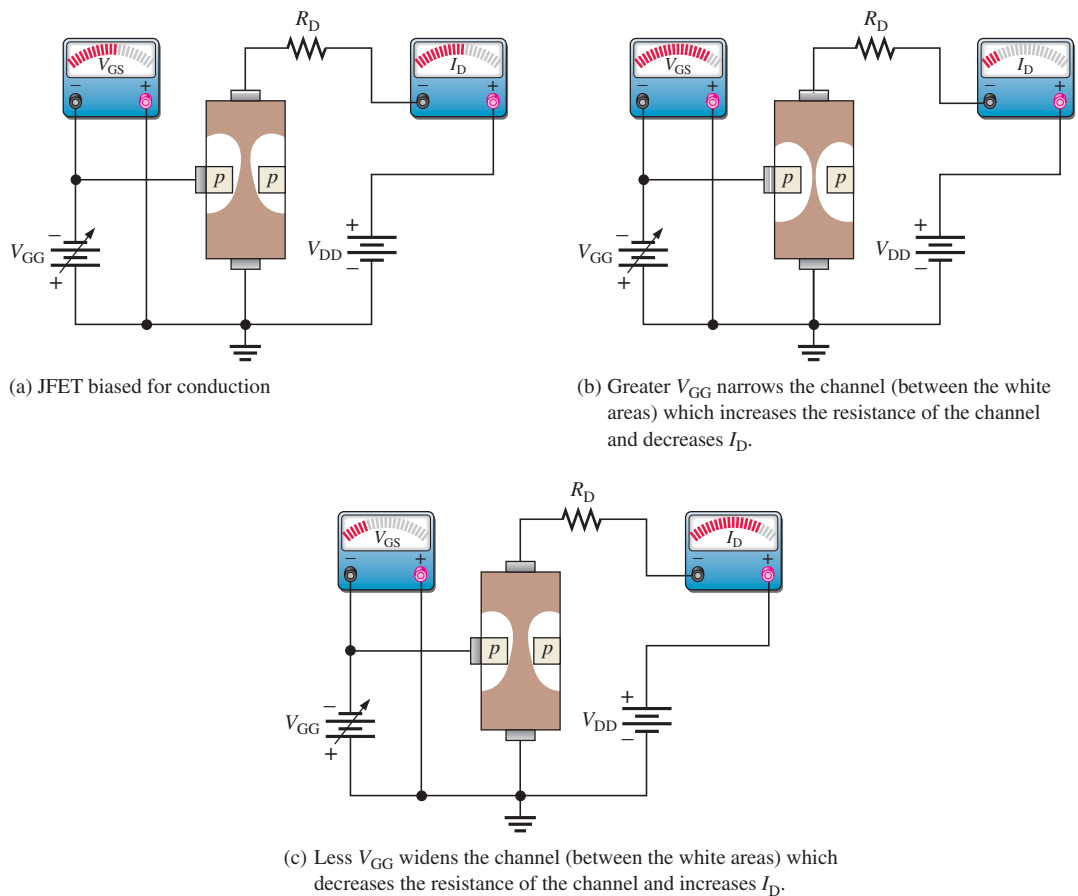 R_D
V_GS
− +
I_D
− +
p p
−
V_GG
+
+
V_DD
−
(a) JFET biased for conduction
R_D
V_GS
− +
I_D
− +
p p
−
V_GG
+
+
V_DD
−
(b) Greater V_GG narrows the channel (between the white
areas) which increases the resistance of the channel
and decreases I_D.
R_D
V_GS
− +
I_D
− +
p p
−
V_GG
+
+
V_DD
−
(c) Less V_GG widens the channel (between the white areas) which
decreases the resistance of the channel and increases I_D.